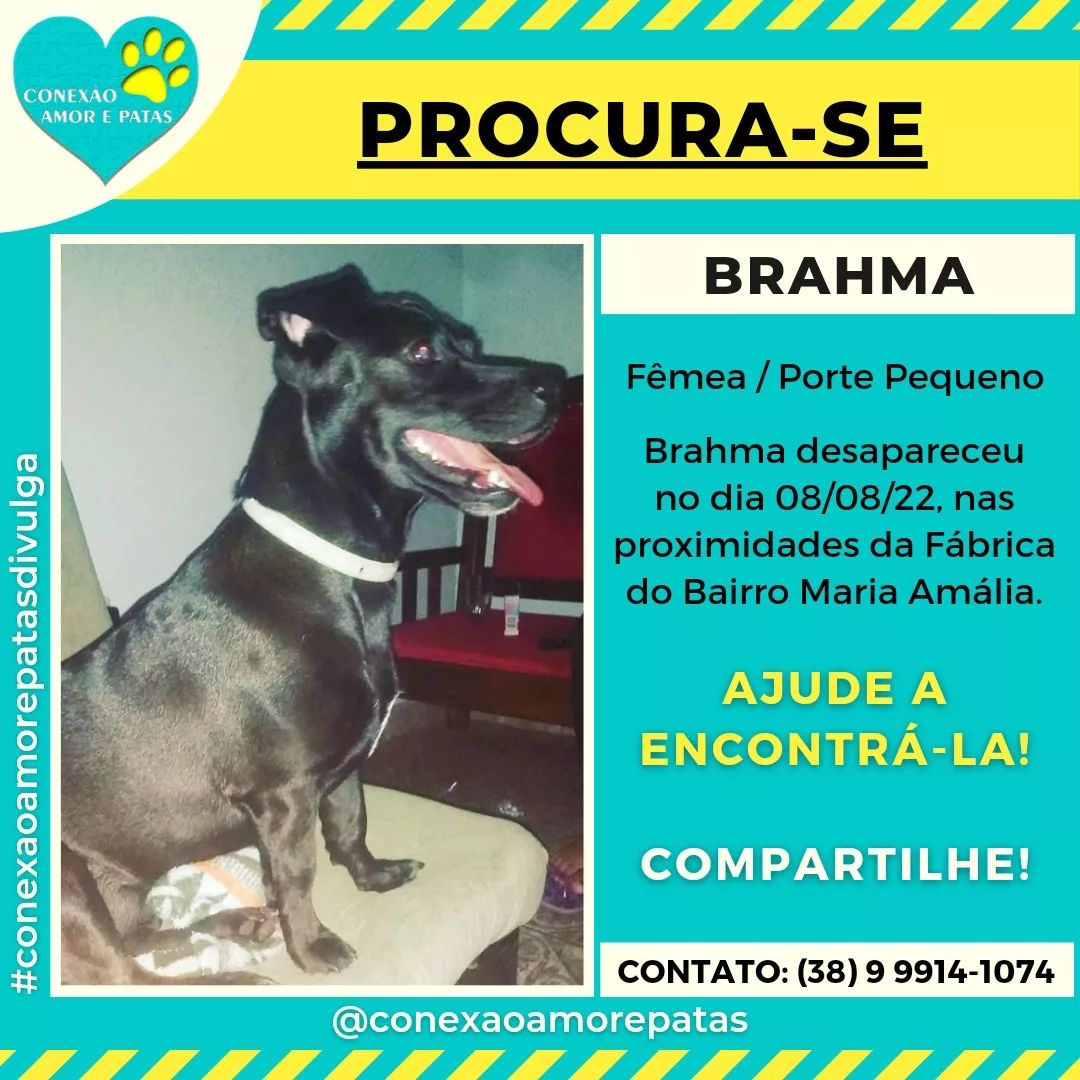 CONEXÃO
AMOR E PATAS
PROCURA-SE
BRAHMA
Fêmea / Porte Pequeno
Brahma desapareceu
no dia 08/08/22, nas
proximidades da Fábrica
do Bairro Maria Amália.
AJUDE A
ENCONTRÁ-LA!
COMPARTILHE!
CONTATO: (38) 9 9914-1074
#conexaoamorepatasdivulga
@conexaoamorepatas